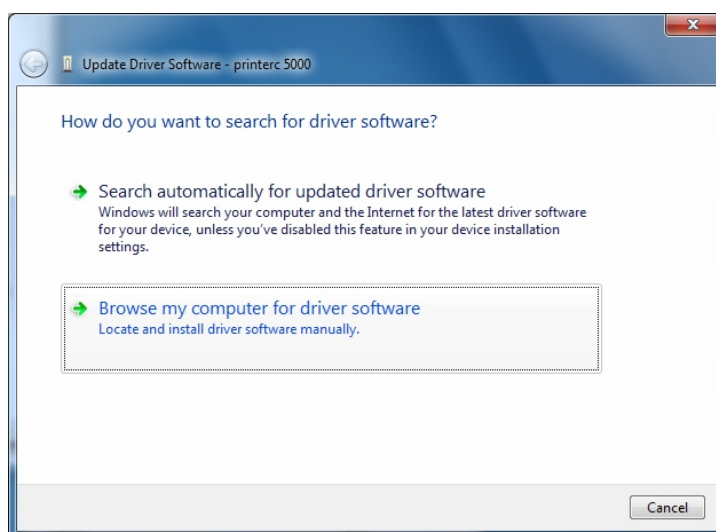 Update Driver Software - printerc 5000
How do you want to search for driver software?
Search automatically for updated driver software
Windows will search your computer and the Internet for the latest driver software
for your device, unless you've disabled this feature in your device installation
settings.
Browse my computer for driver software
Locate and install driver software manually.
Cancel